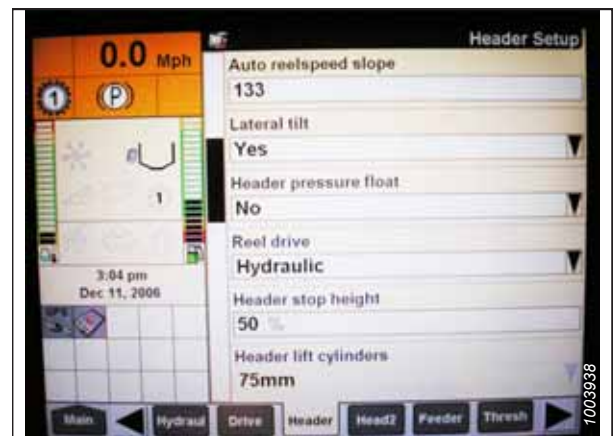 0.0 Mph
Header Setup
Auto reelspeed slope
133
1 (P)
Lateral tilt
Yes
Header pressure float
No
1
Reel drive
Hydraulic
3:04 pm
Dec 11, 2006
Header stop height
50 %
GPS
Header lift cylinders
75mm
Main Hydraul Drive Header Head2 Feeder Thresh
1003938